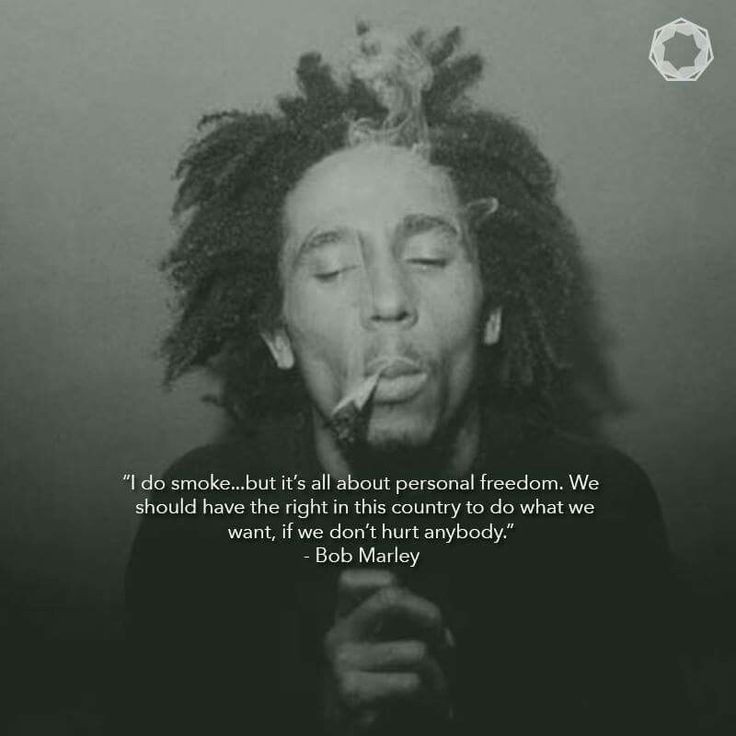 “I do smoke...but it’s all about personal freedom. We
should have the right in this country to do what we
want, if we don’t hurt anybody.”
- Bob Marley